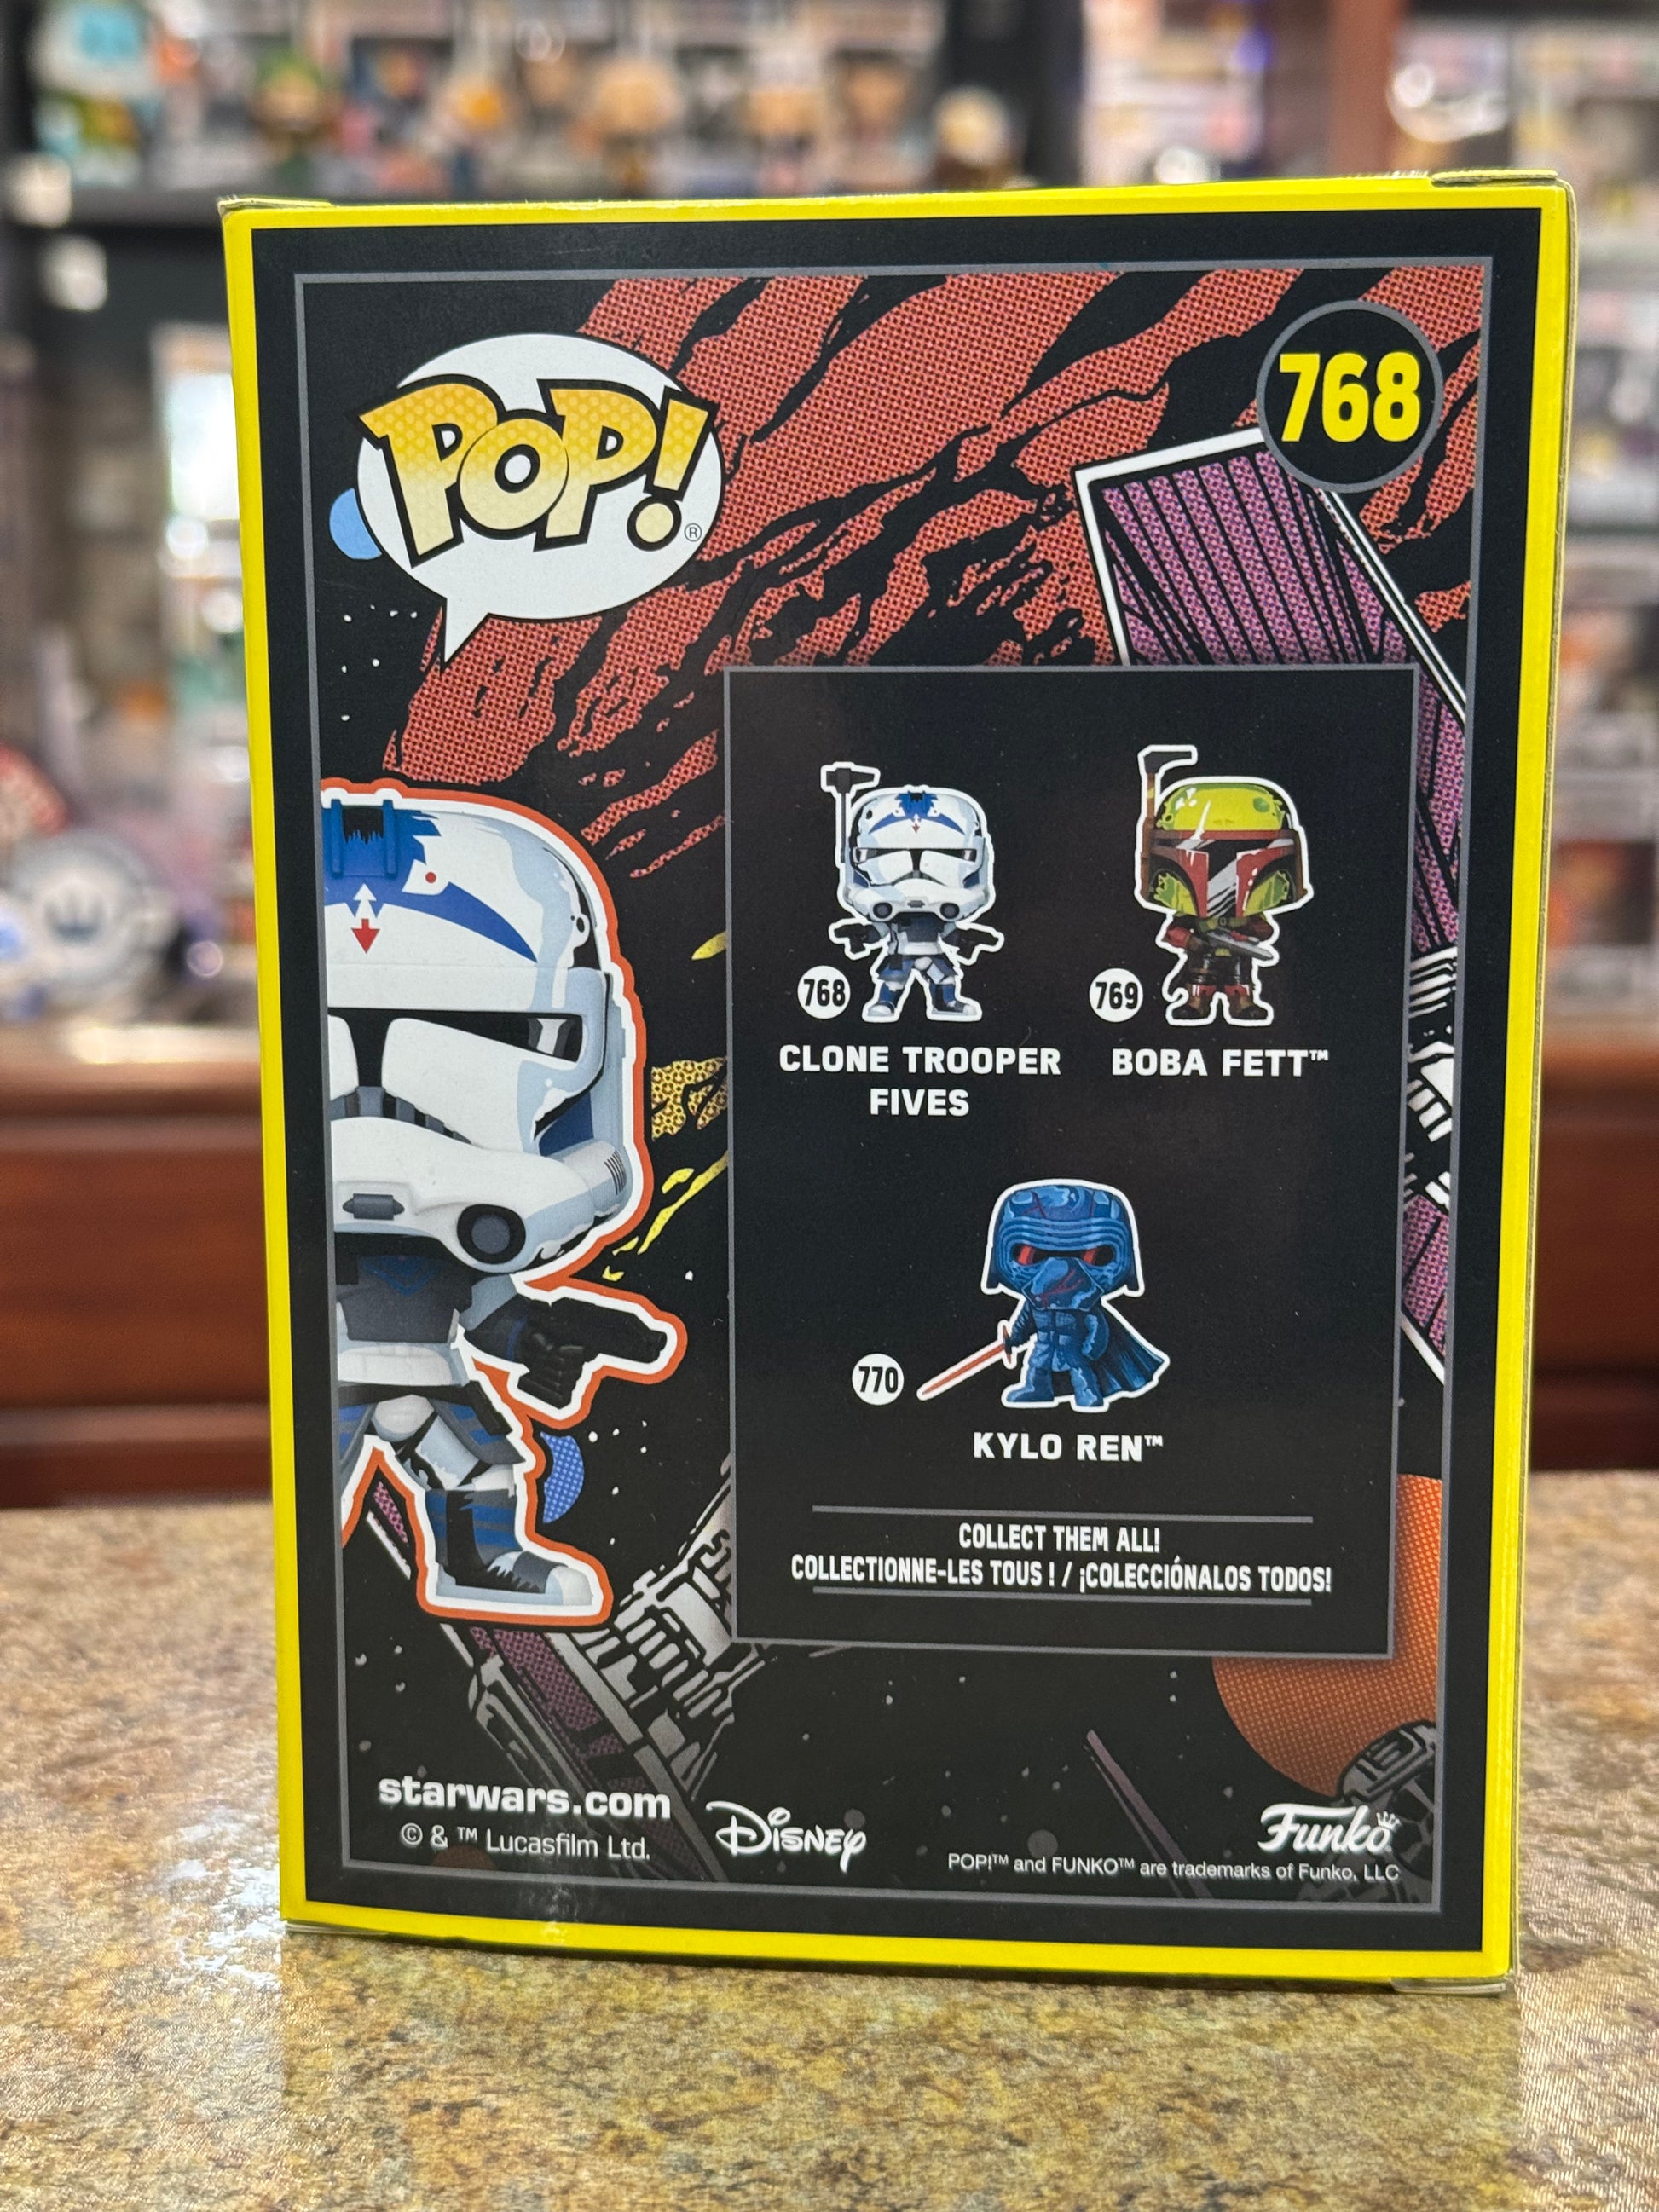 POP!®
768
768
769
CLONE TROOPER
FIVES
BOBA FETT™
770
KYLO REN™
COLLECT THEM ALL!
COLLECTIONNE-LES TOUS ! / ¡COLECCIÓNALOS TODOS!
starwars.com
© & ™ Lucasfilm Ltd.
Disney
Funko
POP!™ and FUNKO™ are trademarks of Funko, LLC